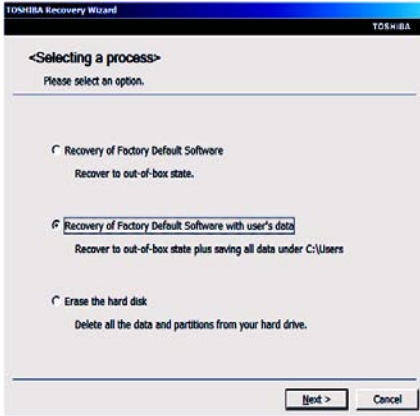 TOSHIBA Recovery Wizard
TOSHIBA
<Selecting a process>
Please select an option.
Recovery of Factory Default Software
Recover to out-of-box state.
Recovery of Factory Default Software with user's data
Recover to out-of-box state plus saving all data under C:\Users
Erase the hard disk
Delete all the data and partitions from your hard drive.
Next > Cancel